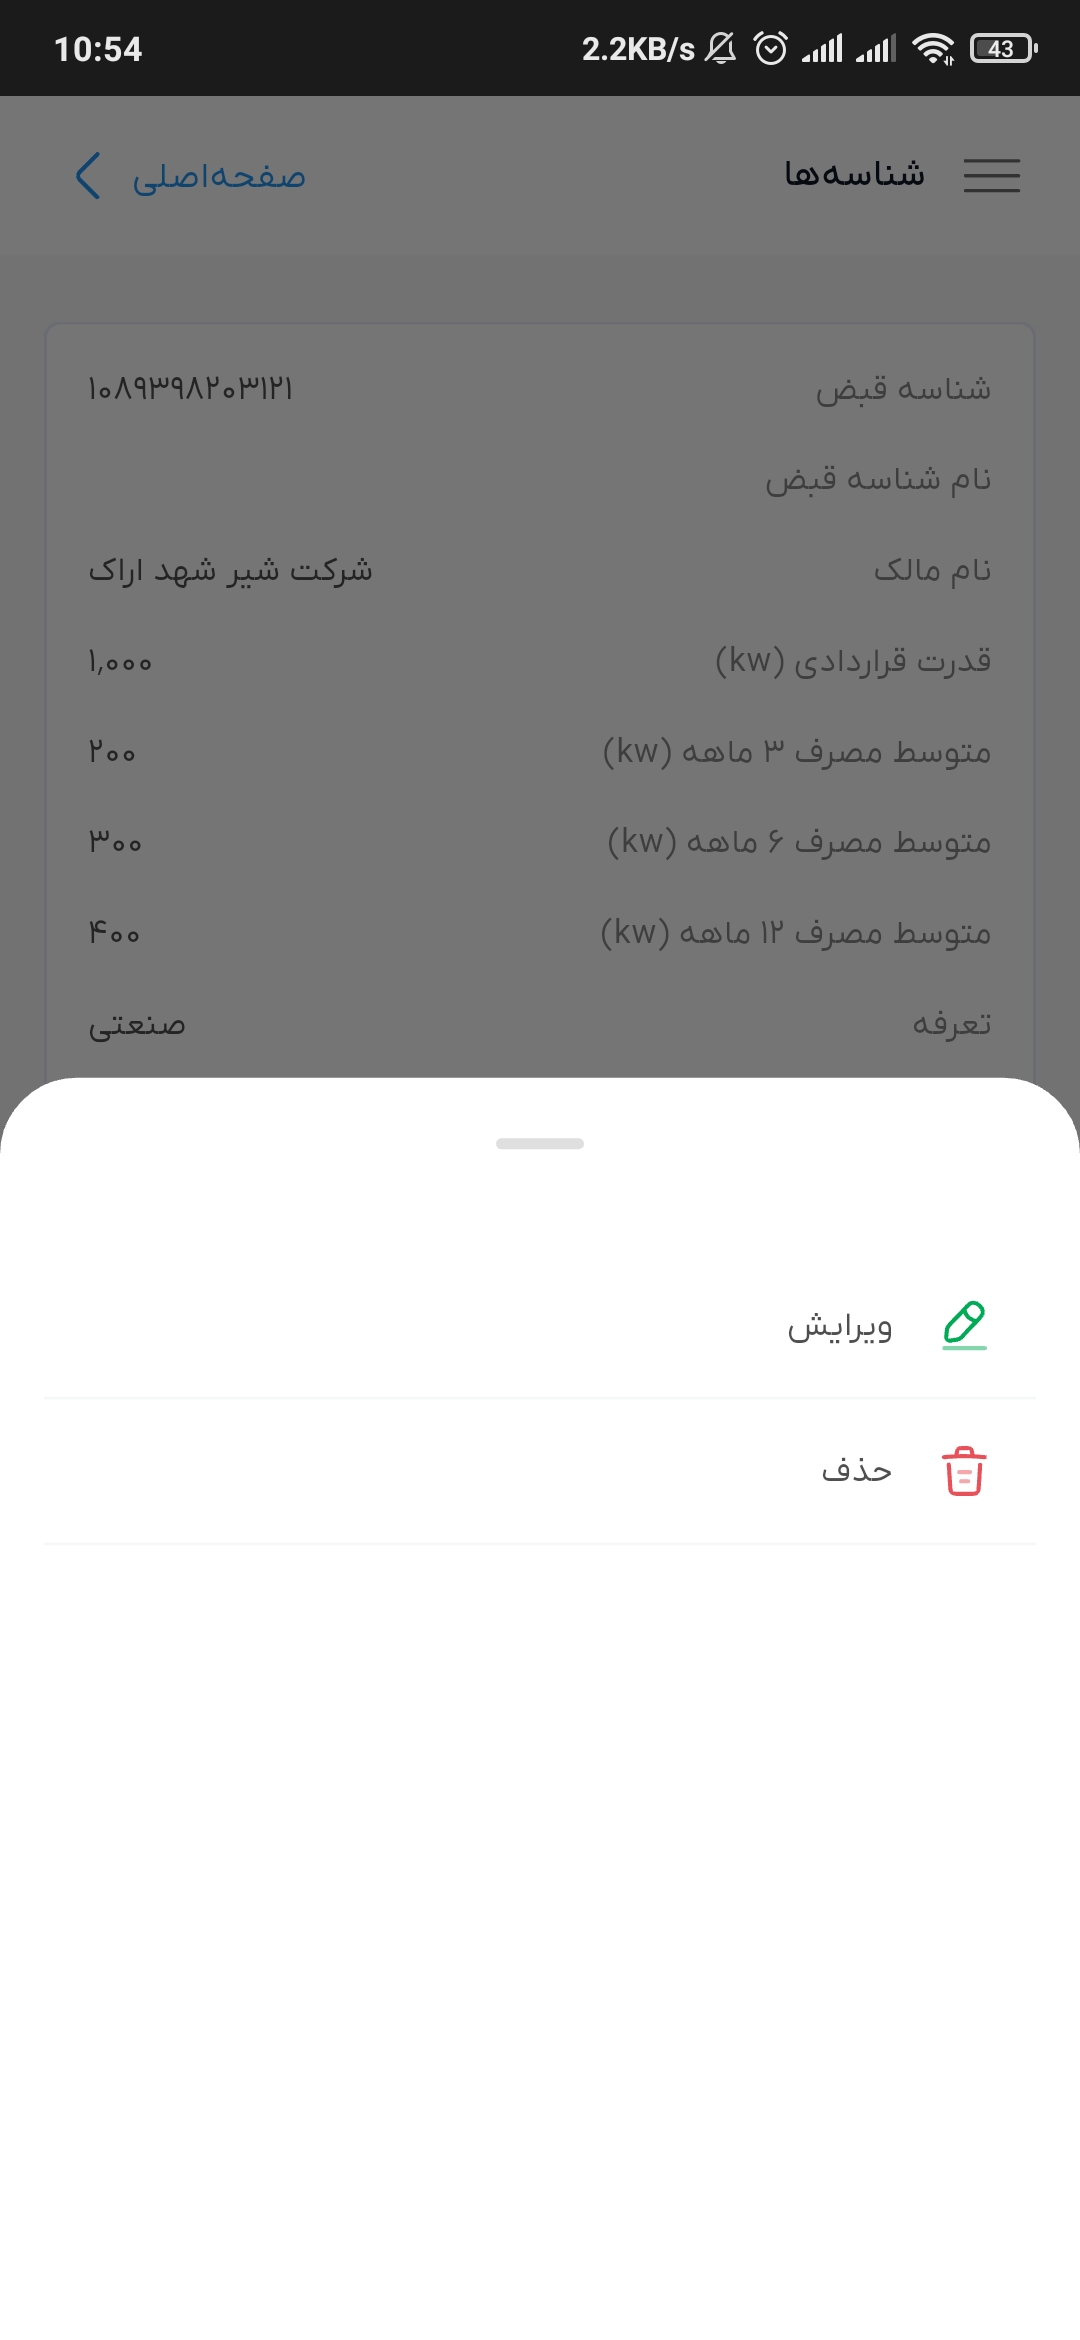 10:54 2.2KB/s 43
شناسه‌ها صفحه‌اصلی
شناسه قبض ۱۰۸۹۳۹۸۲۰۳۱۲۱
نام شناسه قبض
نام مالک شرکت شیر شهد اراک
قدرت قراردادی (kw) ۱,۰۰۰
متوسط مصرف ۳ ماهه (kw) ۲۰۰
متوسط مصرف ۶ ماهه (kw) ۳۰۰
متوسط مصرف ۱۲ ماهه (kw) ۴۰۰
تعرفه صنعتی
ویرایش
حذف